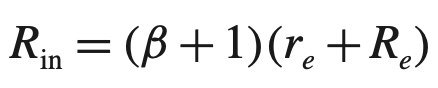 R_in = (β + 1)(r_e + R_e)